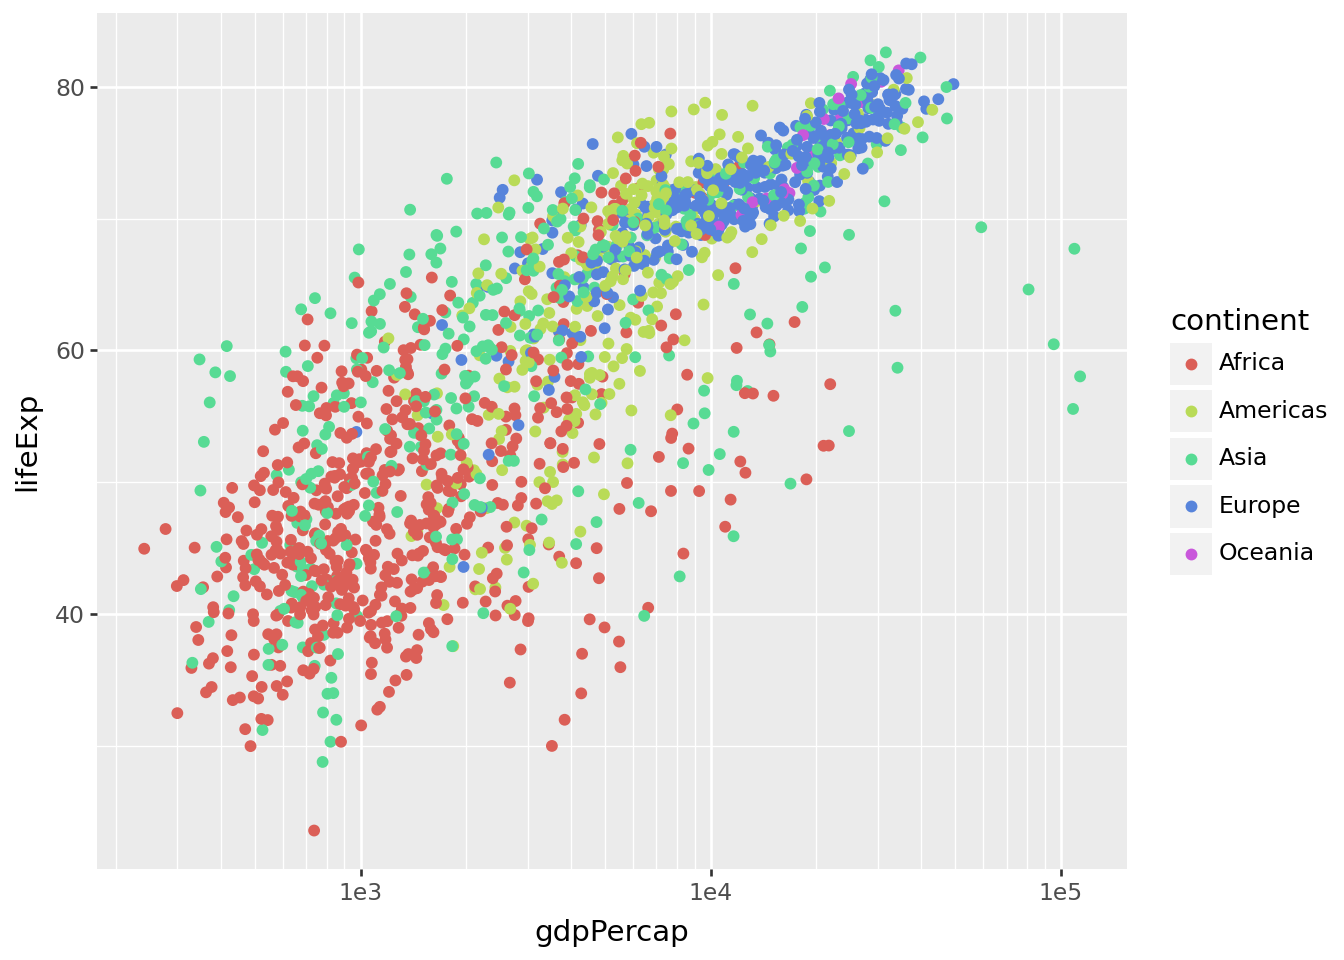 80
60
40
lifeExp
1e3
1e4
1e5
gdpPercap
continent
Africa
Americas
Asia
Europe
Oceania